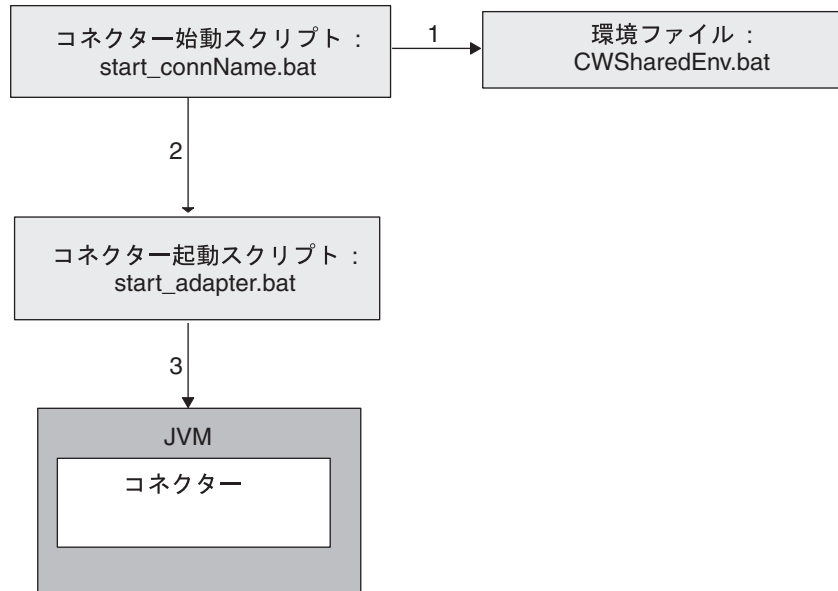 コネクター始動スクリプト :
start_connName.bat
1
環境ファイル :
CWSharedEnv.bat
2
コネクター起動スクリプト :
start_adapter.bat
3
JVM
コネクター